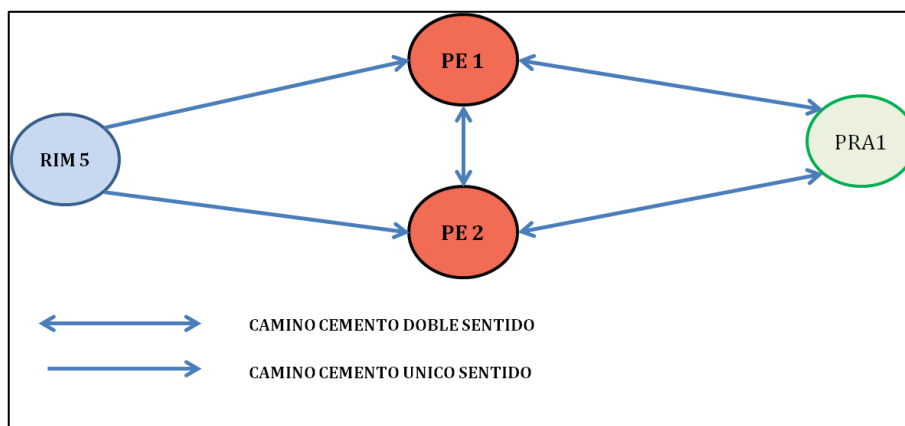 PE 1
RIM 5
PRA1
PE 2
CAMINO CEMENTO DOBLE SENTIDO
CAMINO CEMENTO UNICO SENTIDO